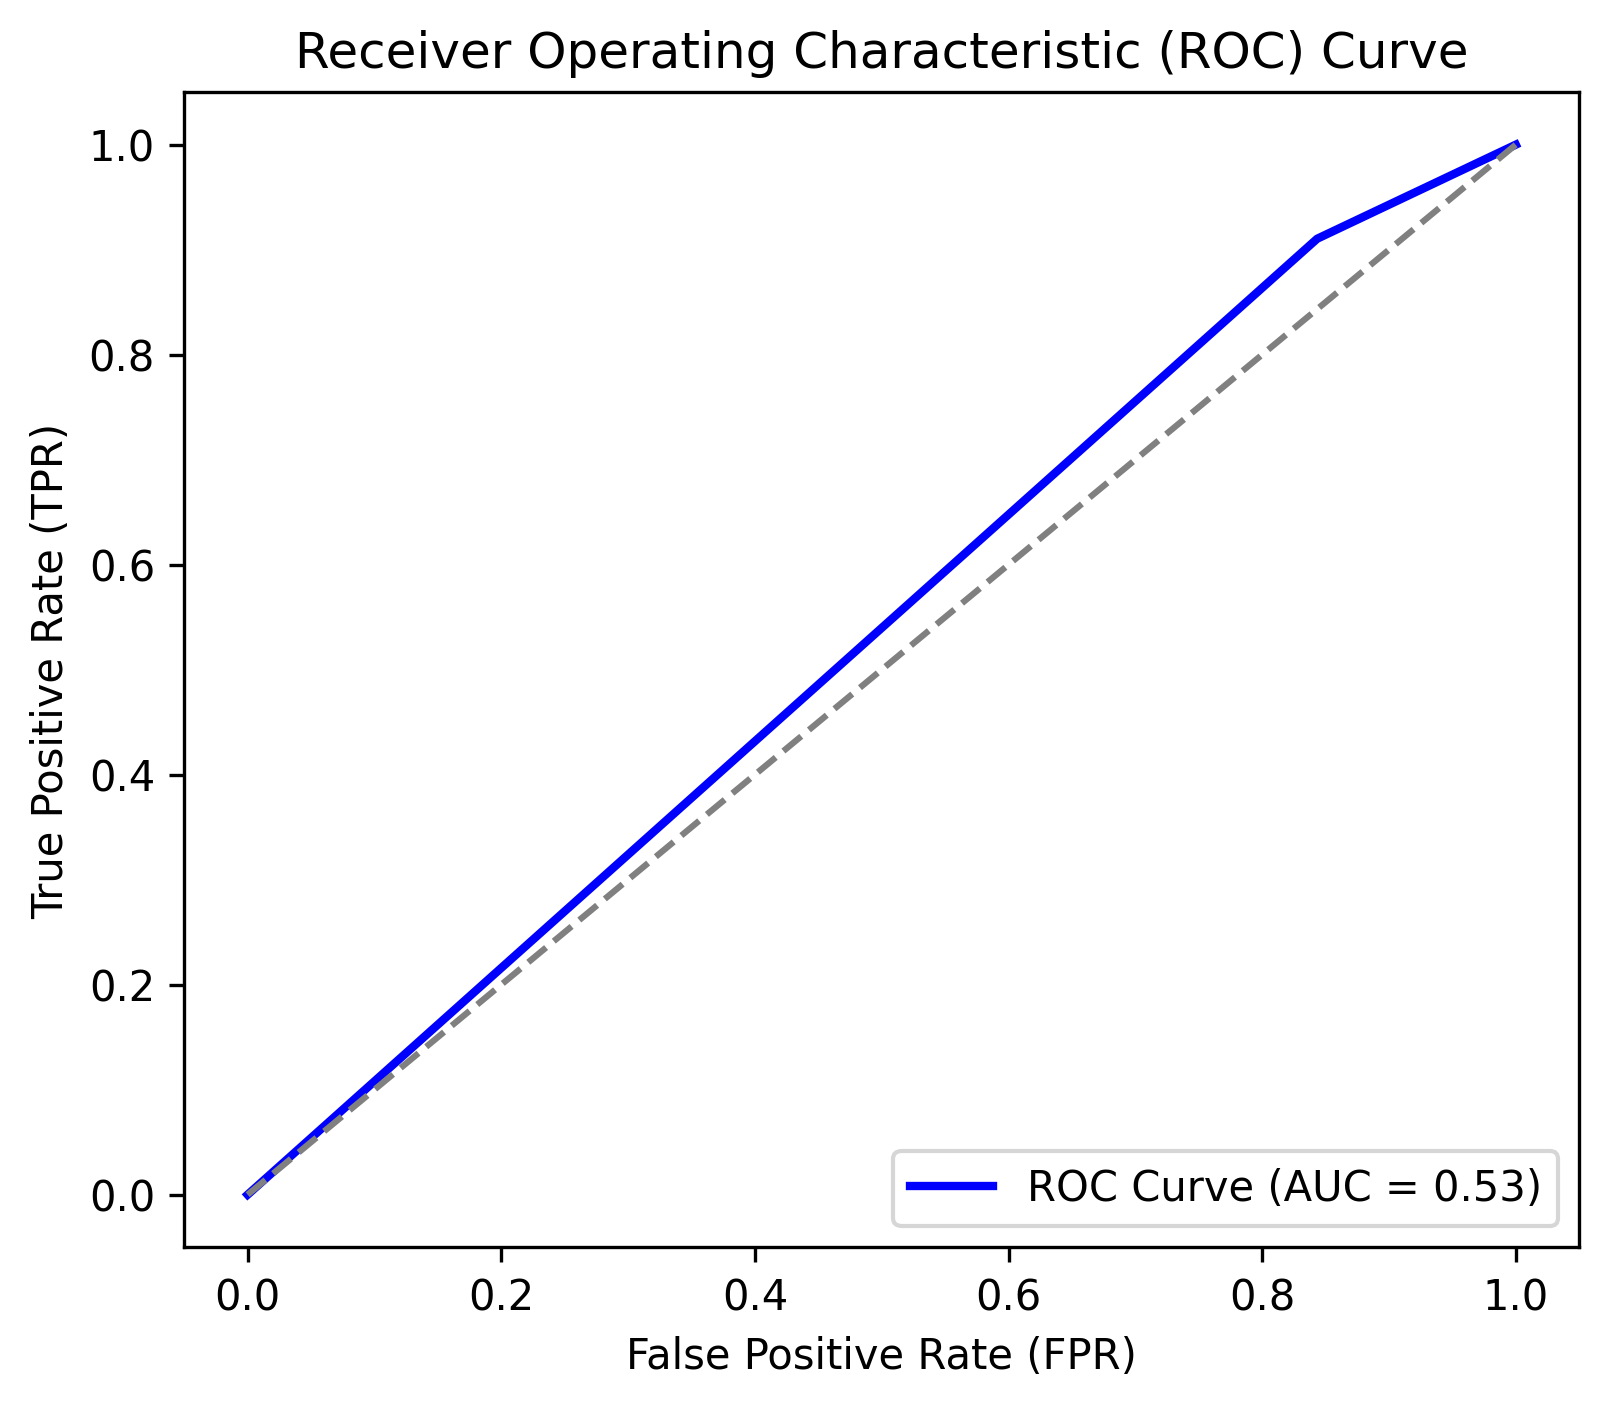 Receiver Operating Characteristic (ROC) Curve
True Positive Rate (TPR)
1.0
0.8
0.6
0.4
0.2
0.0
ROC Curve (AUC = 0.53)
0.0 0.2 0.4 0.6 0.8 1.0
False Positive Rate (FPR)